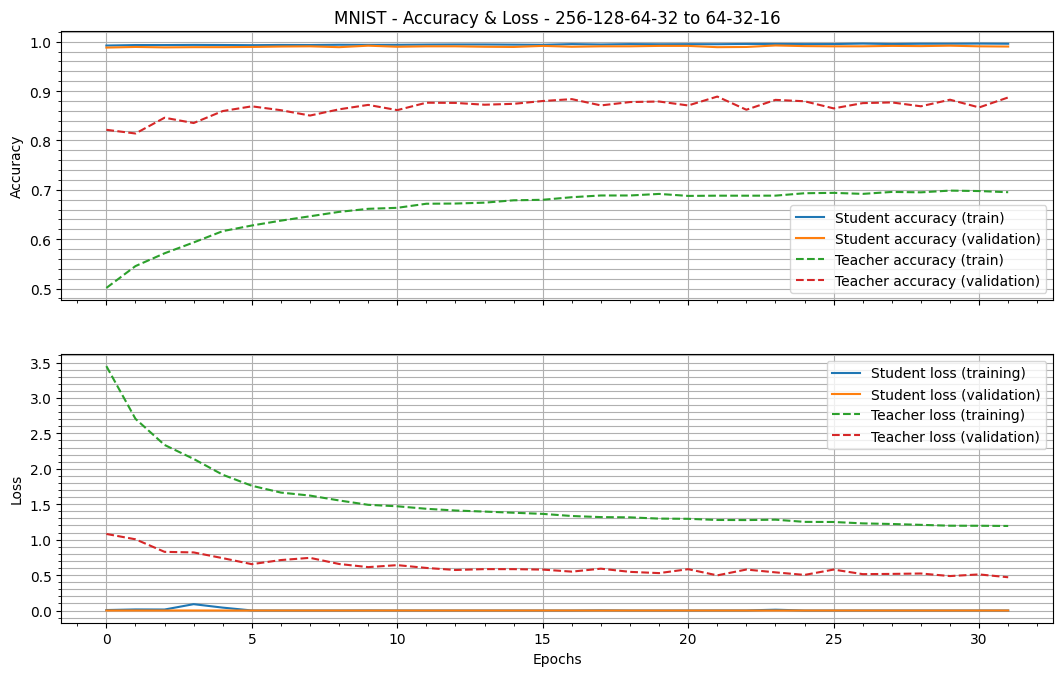 MNIST - Accuracy & Loss - 256-128-64-32 to 64-32-16
1.0
0.9
0.8
0.7
0.6
0.5
Accuracy
Student accuracy (train)
Student accuracy (validation)
Teacher accuracy (train)
Teacher accuracy (validation)
3.5
3.0
2.5
2.0
1.5
1.0
0.5
0.0
Loss
Student loss (training)
Student loss (validation)
Teacher loss (training)
Teacher loss (validation)
0 5 10 15 20 25 30
Epochs